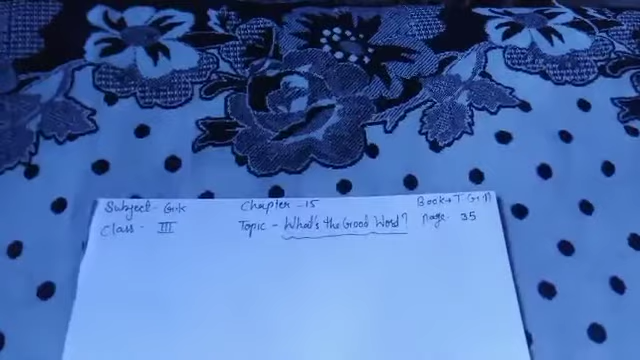 Subject - G.K Chapter - 15 Book → T.G.M
Class - III Topic - What's the Good Word? Page 35